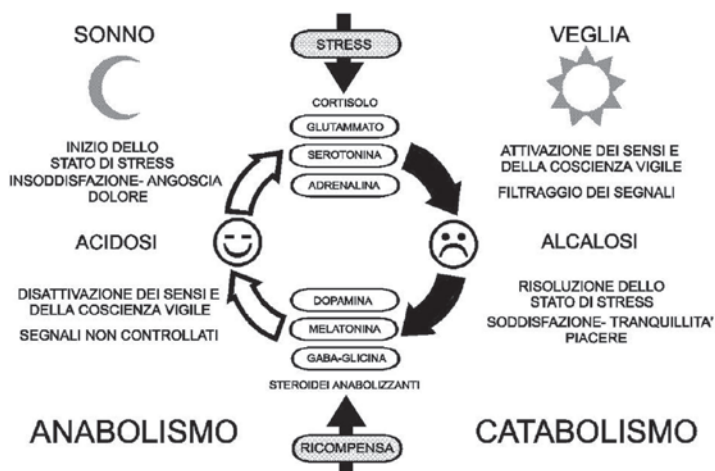 SONNO
STRESS
VEGLIA
CORTISOLO
GLUTAMMATO
SEROTONINA
ADRENALINA
INIZIO DELLO
STATO DI STRESS
INSODDISFAZIONE- ANGOSCIA
DOLORE
ATTIVAZIONE DEI SENSI E
DELLA COSCIENZA VIGILE
FILTRAGGIO DEI SEGNALI
ACIDOSI
ALCALOSI
DISATTIVAZIONE DEI SENSI E
DELLA COSCIENZA VIGILE
SEGNALI NON CONTROLLATI
DOPAMINA
MELATONINA
GABA-GLICINA
STEROIDEI ANABOLIZZANTI
RISOLUZIONE DELLO
STATO DI STRESS
SODDISFAZIONE- TRANQUILLITA'
PIACERE
ANABOLISMO
RICOMPENSA
CATABOLISMO